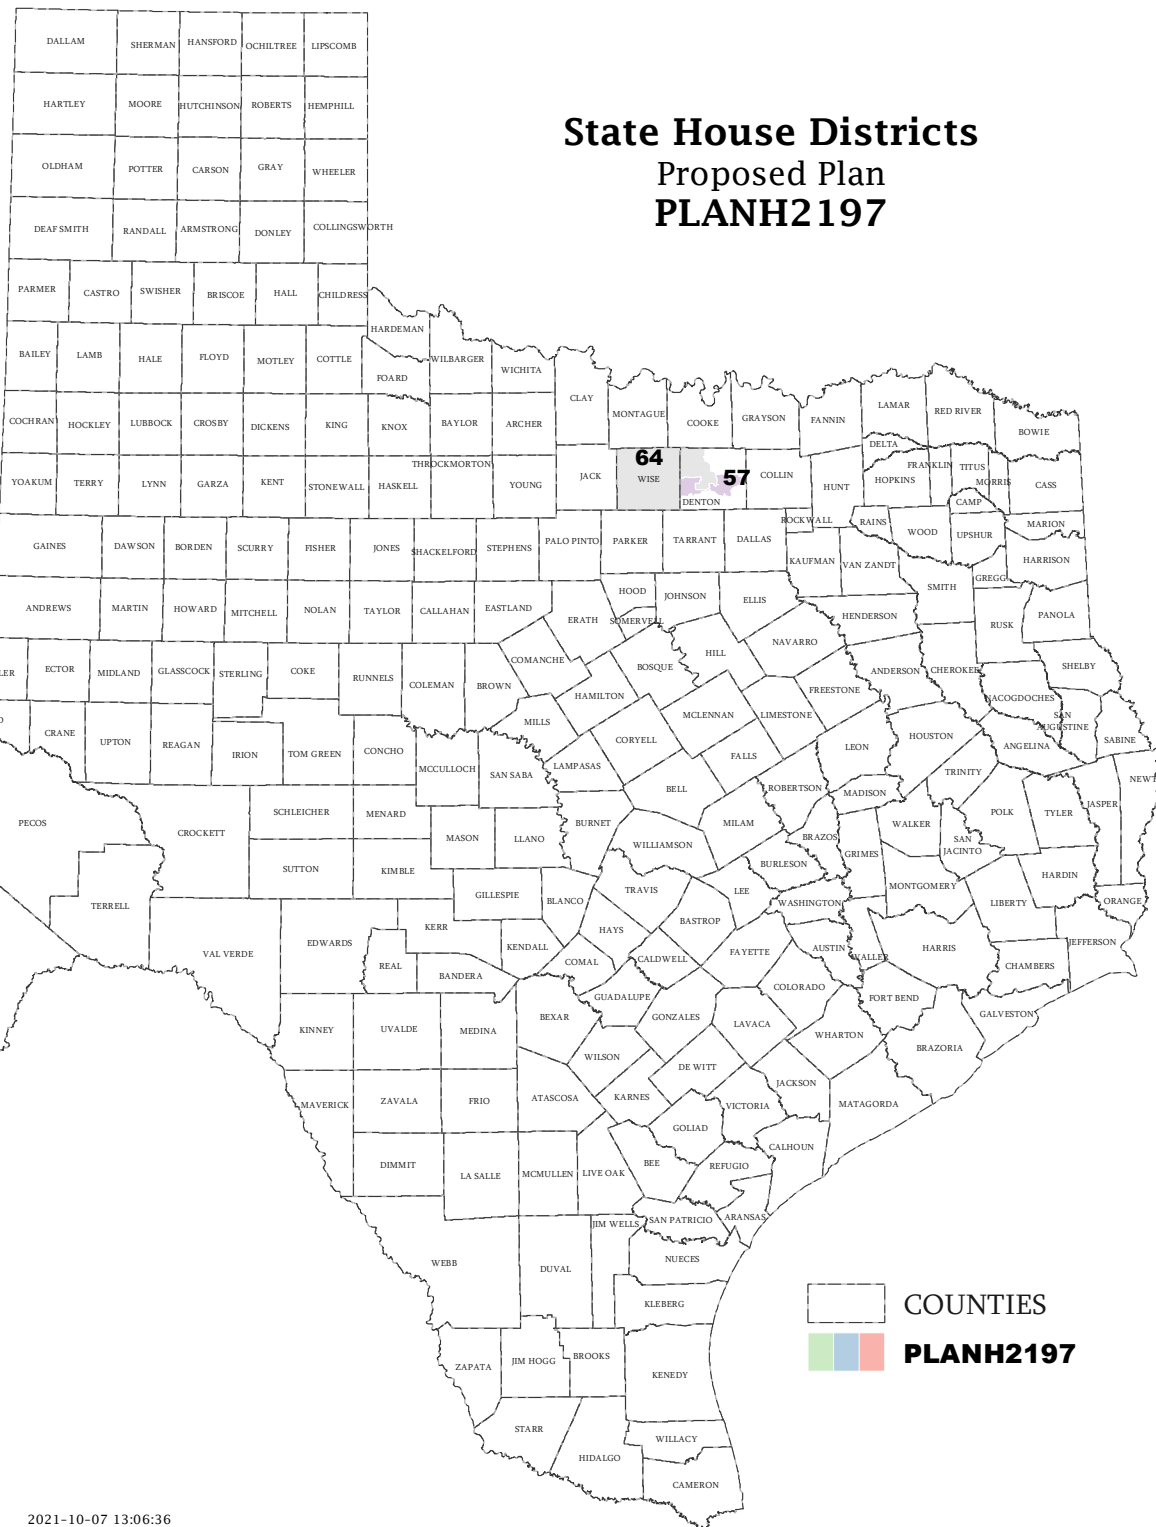 State House Districts
Proposed Plan
PLANH2197
DALLAM
SHERMAN
HANSFORD
OCHILTREE
LIPSCOMB
HARTLEY
MOORE
HUTCHINSON
ROBERTS
HEMPHILL
OLDHAM
POTTER
CARSON
GRAY
WHEELER
DEAF SMITH
RANDALL
ARMSTRONG
DONLEY
COLLINGSWORTH
PARMER
CASTRO
SWISHER
BRISCOE
HALL
CHILDRESS
HARDEMAN
BAILEY
LAMB
HALE
FLOYD
MOTLEY
COTTLE
FOARD
WILBARGER
WICHITA
CLAY
MONTAGUE
COOKE
GRAYSON
FANNIN
LAMAR
RED RIVER
BOWIE
COCHRAN
HOCKLEY
LUBBOCK
CROSBY
DICKENS
KING
KNOX
BAYLOR
ARCHER
DELTA
YOAKUM
TERRY
LYNN
GARZA
KENT
STONEWALL
HASKELL
THROCKMORTON
YOUNG
JACK
64
WISE
57
DENTON
COLLIN
HUNT
HOPKINS
FRANKLIN
TITUS
MORRIS
CAMP
CASS
GAINES
DAWSON
BORDEN
SCURRY
FISHER
JONES
SHACKELFORD
STEPHENS
PALO PINTO
PARKER
TARRANT
DALLAS
ROCKWALL
KAUFMAN
RAINS
VAN ZANDT
WOOD
UPSHUR
MARION
HARRISON
GREGG
SMITH
ANDREWS
MARTIN
HOWARD
MITCHELL
NOLAN
TAYLOR
CALLAHAN
EASTLAND
ERATH
HOOD
SOMERVELL
JOHNSON
ELLIS
HENDERSON
RUSK
PANOLA
LER
ECTOR
MIDLAND
GLASSCOCK
STERLING
COKE
RUNNELS
COLEMAN
BROWN
COMANCHE
HAMILTON
BOSQUE
HILL
NAVARRO
FREESTONE
ANDERSON
CHEROKEE
NACOGDOCHES
SHELBY
CRANE
UPTON
REAGAN
IRION
TOM GREEN
CONCHO
MCCULLOCH
SAN SABA
MILLS
LAMPASAS
CORYELL
MCLENNAN
LIMESTONE
FALLS
LEON
HOUSTON
ANGELINA
SAN
AUGUSTINE
SABINE
PECOS
CROCKETT
SCHLEICHER
MENARD
MASON
LLANO
BURNET
BELL
MILAM
ROBERTSON
MADISON
BRAZOS
GRIMES
WALKER
TRINITY
SAN
JACINTO
POLK
TYLER
JASPER
NEWT
TERRELL
VAL VERDE
SUTTON
KIMBLE
EDWARDS
GILLESPIE
KERR
REAL
BANDERA
KENDALL
BLANCO
WILLIAMSON
TRAVIS
HAYS
COMAL
CALDWELL
BASTROP
LEE
BURLESON
WASHINGTON
FAYETTE
AUSTIN
WALLER
MONTGOMERY
HARRIS
LIBERTY
HARDIN
ORANGE
JEFFERSON
CHAMBERS
KINNEY
UVALDE
MEDINA
BEXAR
GUADALUPE
GONZALES
LAVACA
COLORADO
WHARTON
FORT BEND
BRAZORIA
GALVESTON
MAVERICK
ZAVALA
FRIO
ATASCOSA
WILSON
KARNES
DE WITT
GOLIAD
VICTORIA
JACKSON
MATAGORDA
CALHOUN
DIMMIT
LA SALLE
MCMULLEN
LIVE OAK
BEE
REFUGIO
ARANSAS
SAN PATRICIO
JIM WELLS
NUECES
WEBB
DUVAL
KLEBERG
KENEDY
ZAPATA
JIM HOGG
BROOKS
STARR
HIDALGO
WILLACY
CAMERON
COUNTIES
PLANH2197
2021-10-07 13:06:36